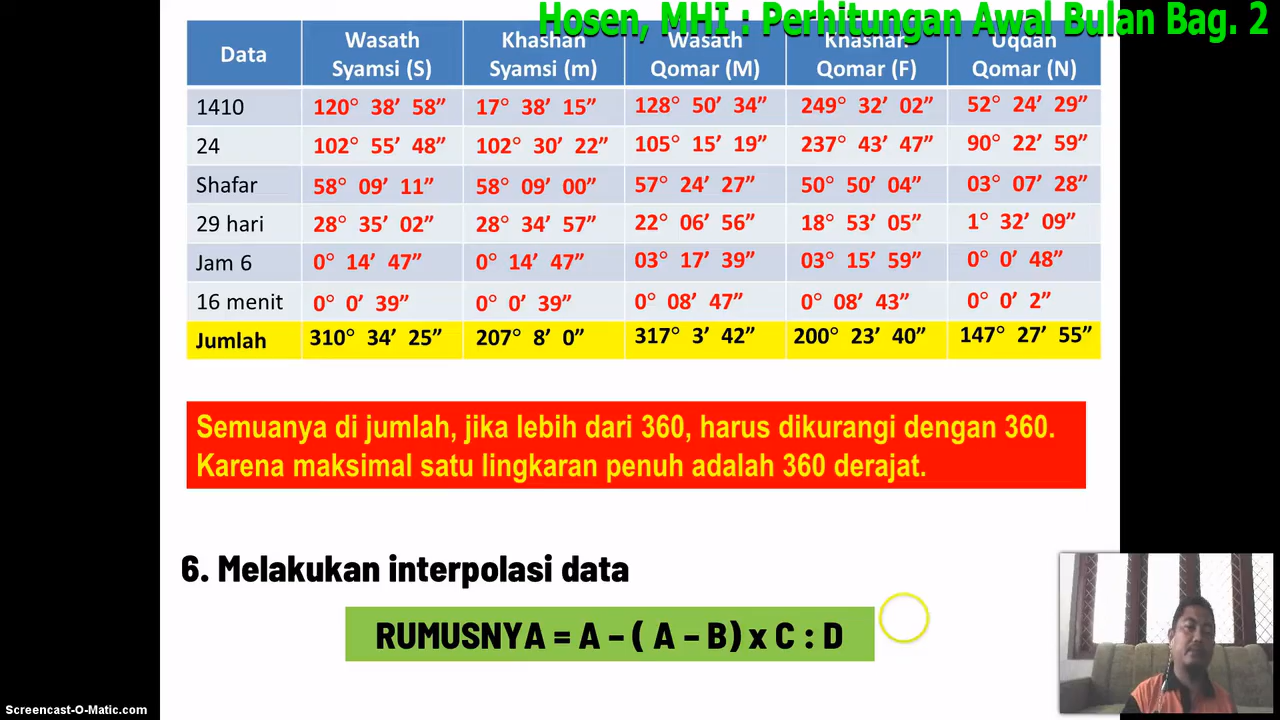 Hosen, MHI : Perhitungan Awal Bulan Bag. 2
Data | Wasath Syamsi (S) | Khashah Syamsi (m) | Wasath Qomar (M) | Khashah Qomar (F) | Uqdah Qomar (N)
1410 | 120° 38’ 58” | 17° 38’ 15” | 128° 50’ 34” | 249° 32’ 02” | 52° 24’ 29”
24 | 102° 55’ 48” | 102° 30’ 22” | 105° 15’ 19” | 237° 43’ 47” | 90° 22’ 59”
Shafar | 58° 09’ 11” | 58° 09’ 00” | 57° 24’ 27” | 50° 50’ 04” | 03° 07’ 28”
29 hari | 28° 35’ 02” | 28° 34’ 57” | 22° 06’ 56” | 18° 53’ 05” | 1° 32’ 09”
Jam 6 | 0° 14’ 47” | 0° 14’ 47” | 03° 17’ 39” | 03° 15’ 59” | 0° 0’ 48”
16 menit | 0° 0’ 39” | 0° 0’ 39” | 0° 08’ 47” | 0° 08’ 43” | 0° 0’ 2”
Jumlah | 310° 34’ 25” | 207° 8’ 0” | 317° 3’ 42” | 200° 23’ 40” | 147° 27’ 55”
Semuanya di jumlah, jika lebih dari 360, harus dikurangi dengan 360.
Karena maksimal satu lingkaran penuh adalah 360 derajat.
6. Melakukan interpolasi data
RUMUSNYA = A – ( A – B) x C : D
Screencast-O-Matic.com